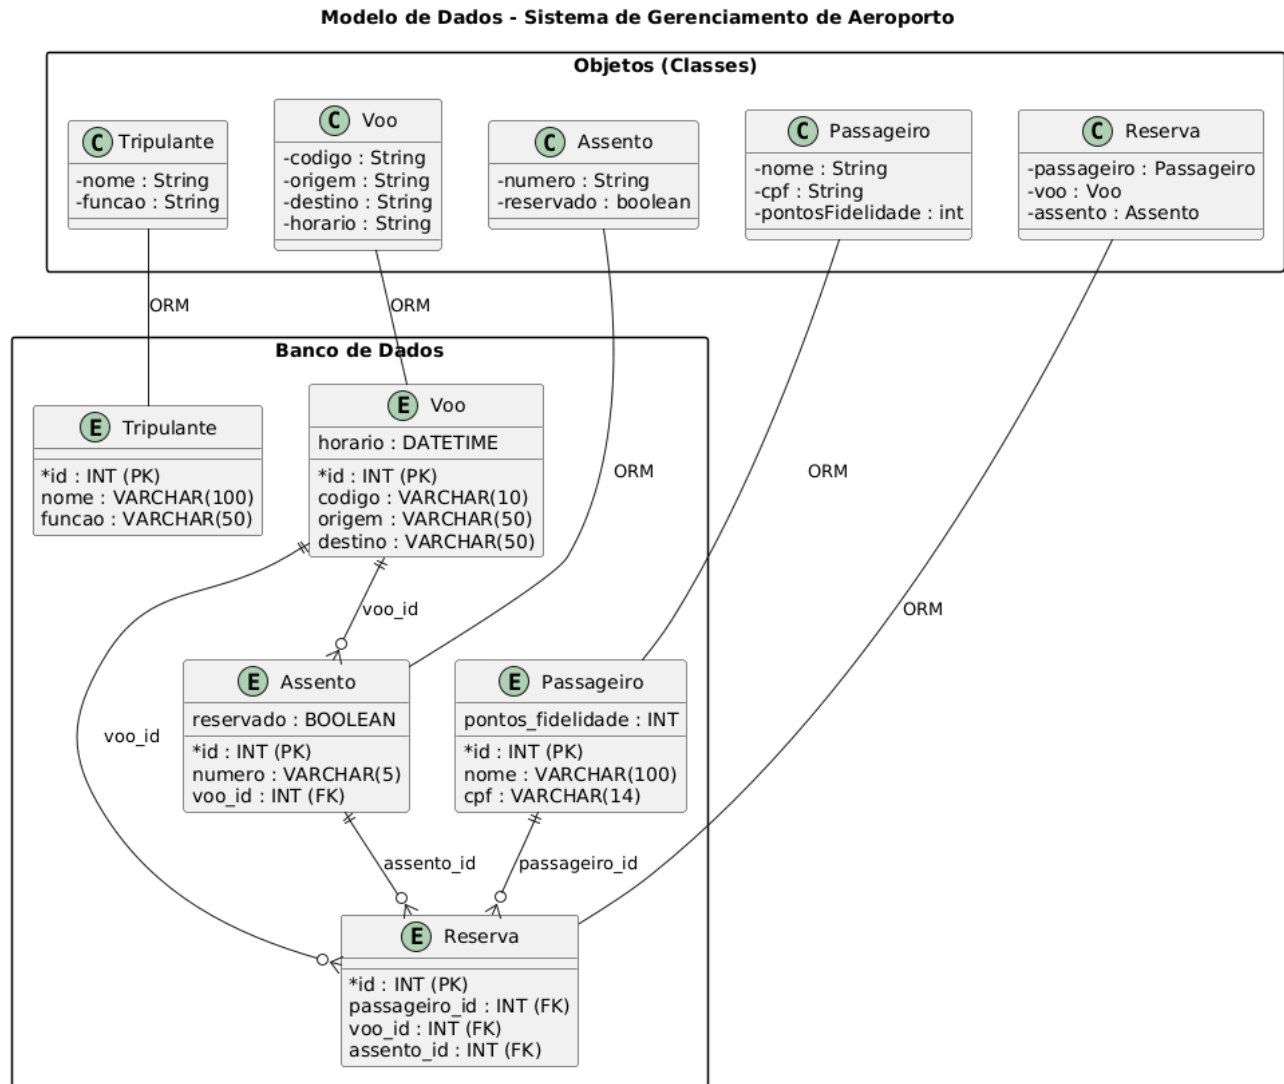 Modelo de Dados - Sistema de Gerenciamento de Aeroporto
Objetos (Classes)
C Tripulante
-nome : String
-funcao : String
C Voo
-codigo : String
-origem : String
-destino : String
-horario : String
C Assento
-numero : String
-reservado : boolean
C Passageiro
-nome : String
-cpf : String
-pontosFidelidade : int
C Reserva
-passageiro : Passageiro
-voo : Voo
-assento : Assento
ORM
ORM
ORM
ORM
ORM
Banco de Dados
E Tripulante
*id : INT (PK)
nome : VARCHAR(100)
funcao : VARCHAR(50)
E Voo
horario : DATETIME
*id : INT (PK)
codigo : VARCHAR(10)
origem : VARCHAR(50)
destino : VARCHAR(50)
voo_id
voo_id
E Assento
reservado : BOOLEAN
*id : INT (PK)
numero : VARCHAR(5)
voo_id : INT (FK)
E Passageiro
pontos_fidelidade : INT
*id : INT (PK)
nome : VARCHAR(100)
cpf : VARCHAR(14)
assento_id
passageiro_id
E Reserva
*id : INT (PK)
passageiro_id : INT (FK)
voo_id : INT (FK)
assento_id : INT (FK)